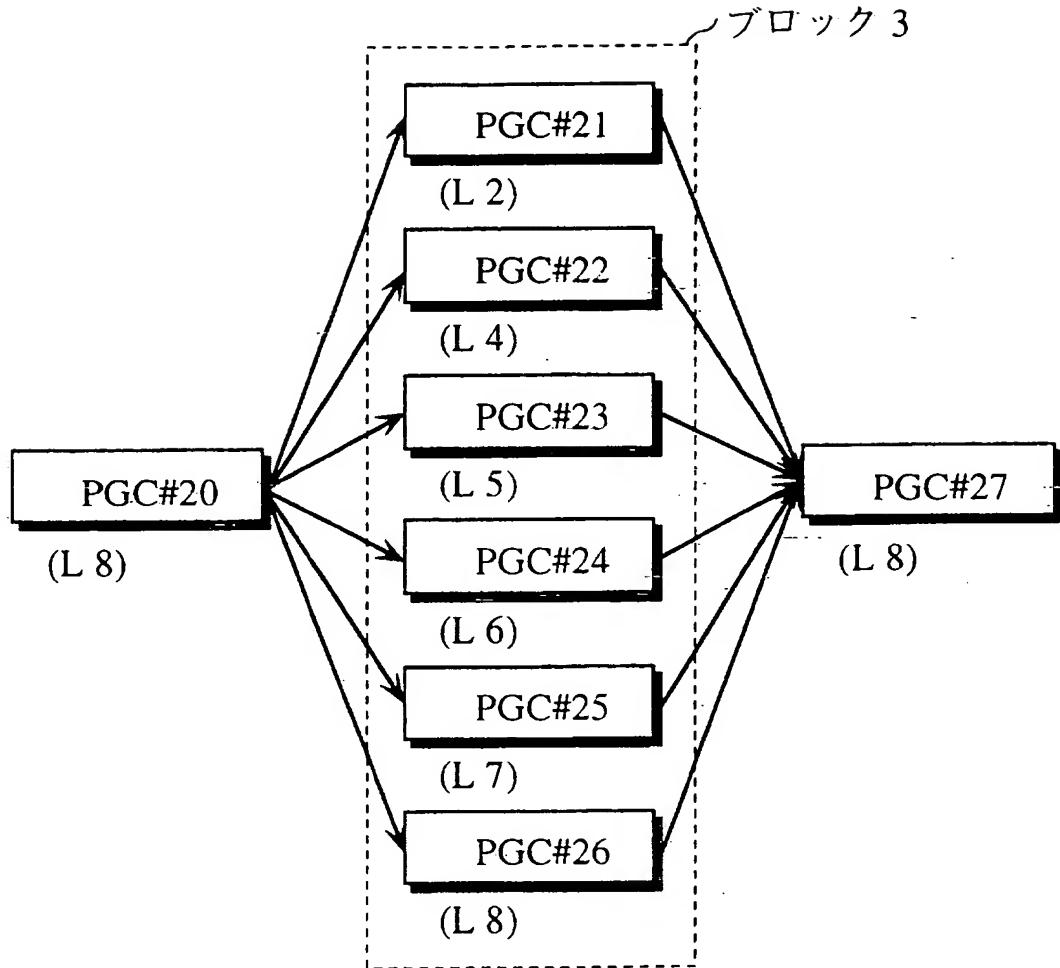 ブロック3
PGC#21
(L 2)
PGC#22
(L 4)
PGC#23
(L 5)
PGC#20
(L 8)
PGC#27
(L 8)
PGC#24
(L 6)
PGC#25
(L 7)
PGC#26
(L 8)